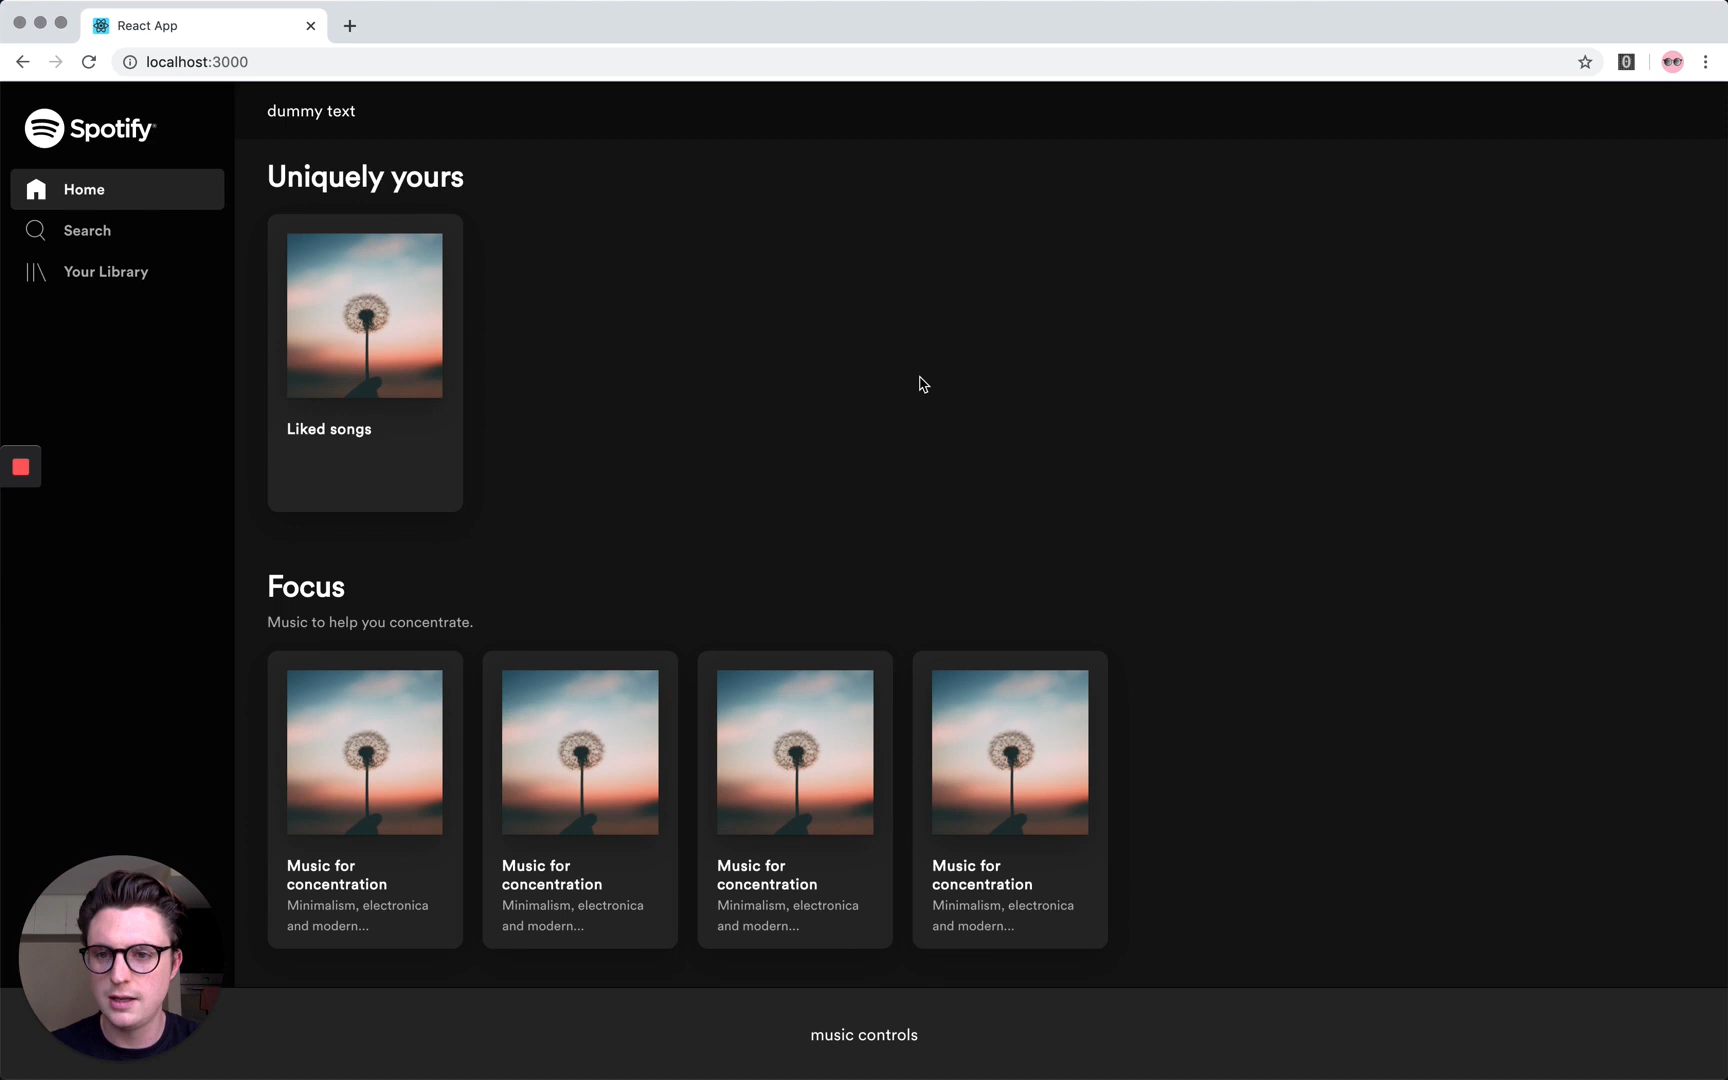 React App
localhost:3000
Spotify
dummy text
Home
Search
Your Library
Uniquely yours
Liked songs
Focus
Music to help you concentrate.
Music for
concentration
Minimalism, electronica
and modern...
Music for
concentration
Minimalism, electronica
and modern...
Music for
concentration
Minimalism, electronica
and modern...
Music for
concentration
Minimalism, electronica
and modern...
music controls